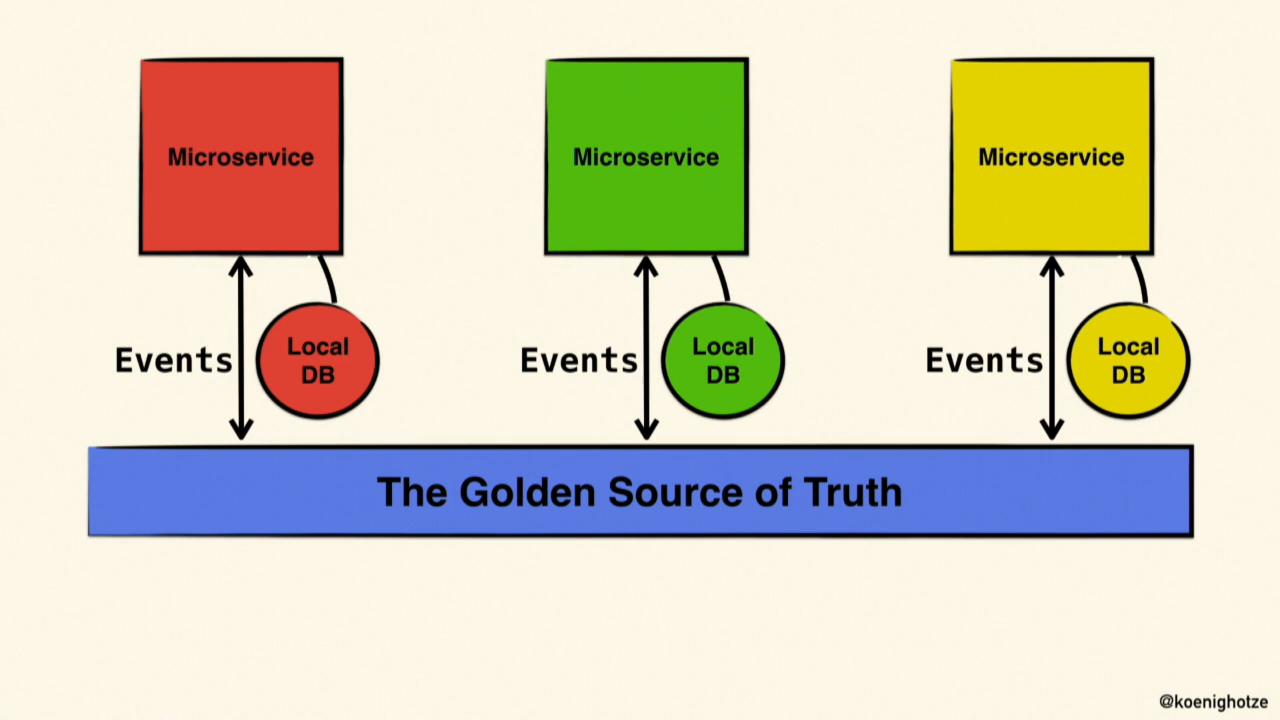 Microservice
Microservice
Microservice
Events
Local
DB
Events
Local
DB
Events
Local
DB
The Golden Source of Truth
@koenighotze